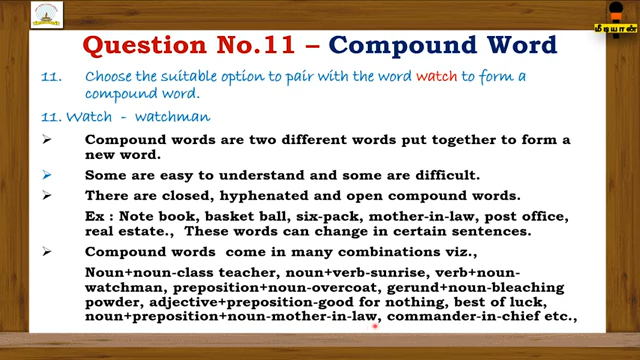 மீடியான்
Question No.11 – Compound Word
11. Choose the suitable option to pair with the word watch to form a
compound word.
11. Watch - watchman
Compound words are two different words put together to form a
new word.
Some are easy to understand and some are difficult.
There are closed, hyphenated and open compound words.
Ex : Note book, basket ball, six-pack, mother-in-law, post office,
real estate., These words can change in certain sentences.
Compound words come in many combinations viz.,
Noun+noun-class teacher, noun+verb-sunrise, verb+noun-
watchman, preposition+noun-overcoat, gerund+noun-bleaching
powder, adjective+preposition-good for nothing, best of luck,
noun+preposition+noun-mother-in-law, commander-in-chief etc.,